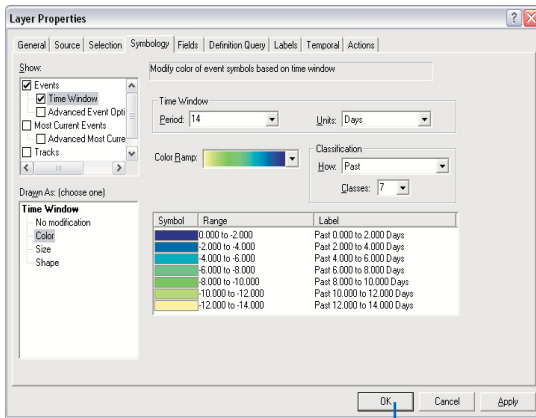 Layer Properties
General Source Selection Symbology Fields Definition Query Labels Temporal Actions
Show:
Events
Time Window
Advanced Event Opti
Most Current Events
Advanced Most Curre
Tracks
Drawn As: (choose one)
Time Window
No modification
Color
Size
Shape
Modify color of event symbols based on time window
Time Window
Period: 14 Units: Days
Color Ramp:
Classification
How: Past
Classes: 7
Symbol Range Label
0.000 to -2.000 Past 0.000 to 2.000 Days
-2.000 to -4.000 Past 2.000 to 4.000 Days
-4.000 to -6.000 Past 4.000 to 6.000 Days
-6.000 to -8.000 Past 6.000 to 8.000 Days
-8.000 to -10.000 Past 8.000 to 10.000 Days
-10.000 to -12.000 Past 10.000 to 12.000 Days
-12.000 to -14.000 Past 12.000 to 14.000 Days
OK Cancel Apply